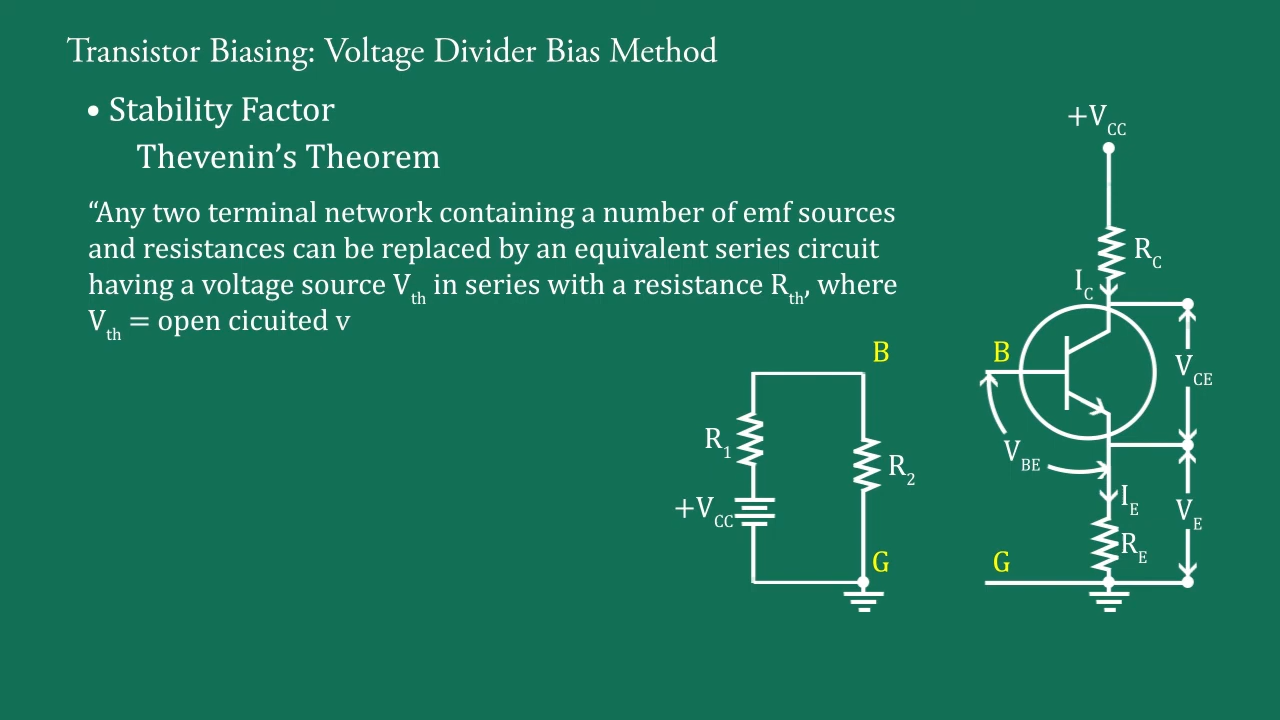 Transistor Biasing: Voltage Divider Bias Method
• Stability Factor
Thevenin’s Theorem
“Any two terminal network containing a number of emf sources
and resistances can be replaced by an equivalent series circuit
having a voltage source Vth in series with a resistance Rth, where
Vth = open cicuited v
+VCC
RC
IC
B
B
VCE
R1
VBE
R2
+VCC
IE
VE
RE
G
G